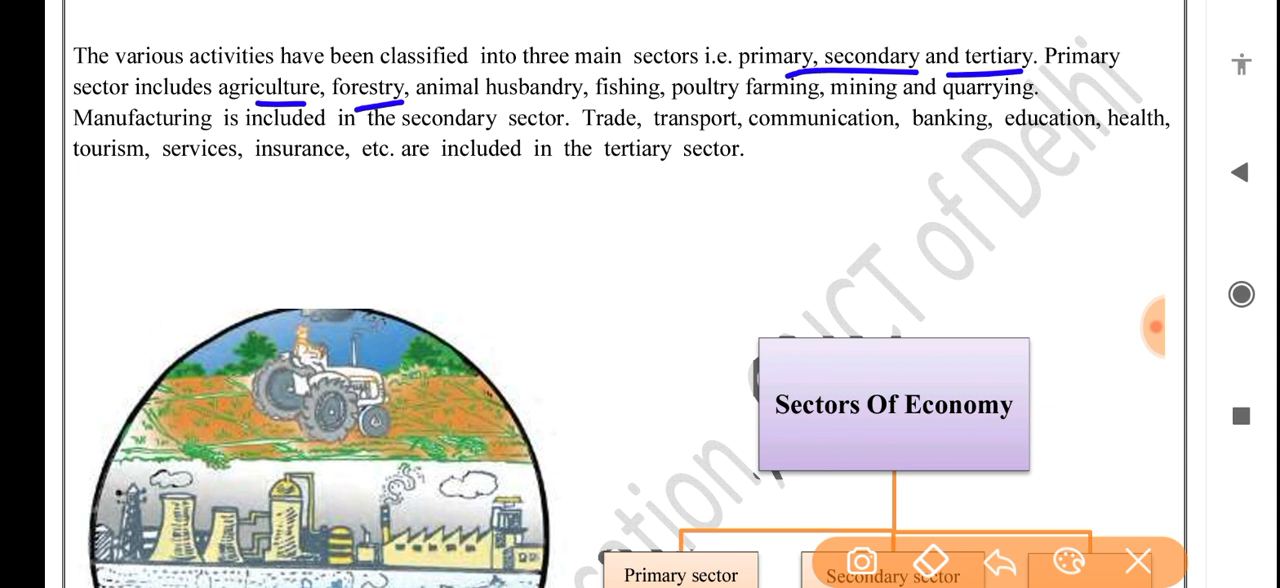 The various activities have been classified into three main sectors i.e. primary, secondary and tertiary. Primary
sector includes agriculture, forestry, animal husbandry, fishing, poultry farming, mining and quarrying.
Manufacturing is included in the secondary sector. Trade, transport, communication, banking, education, health,
tourism, services, insurance, etc. are included in the tertiary sector.
NCT of Delhi
Sectors Of Economy
Primary sector
Secondary sector